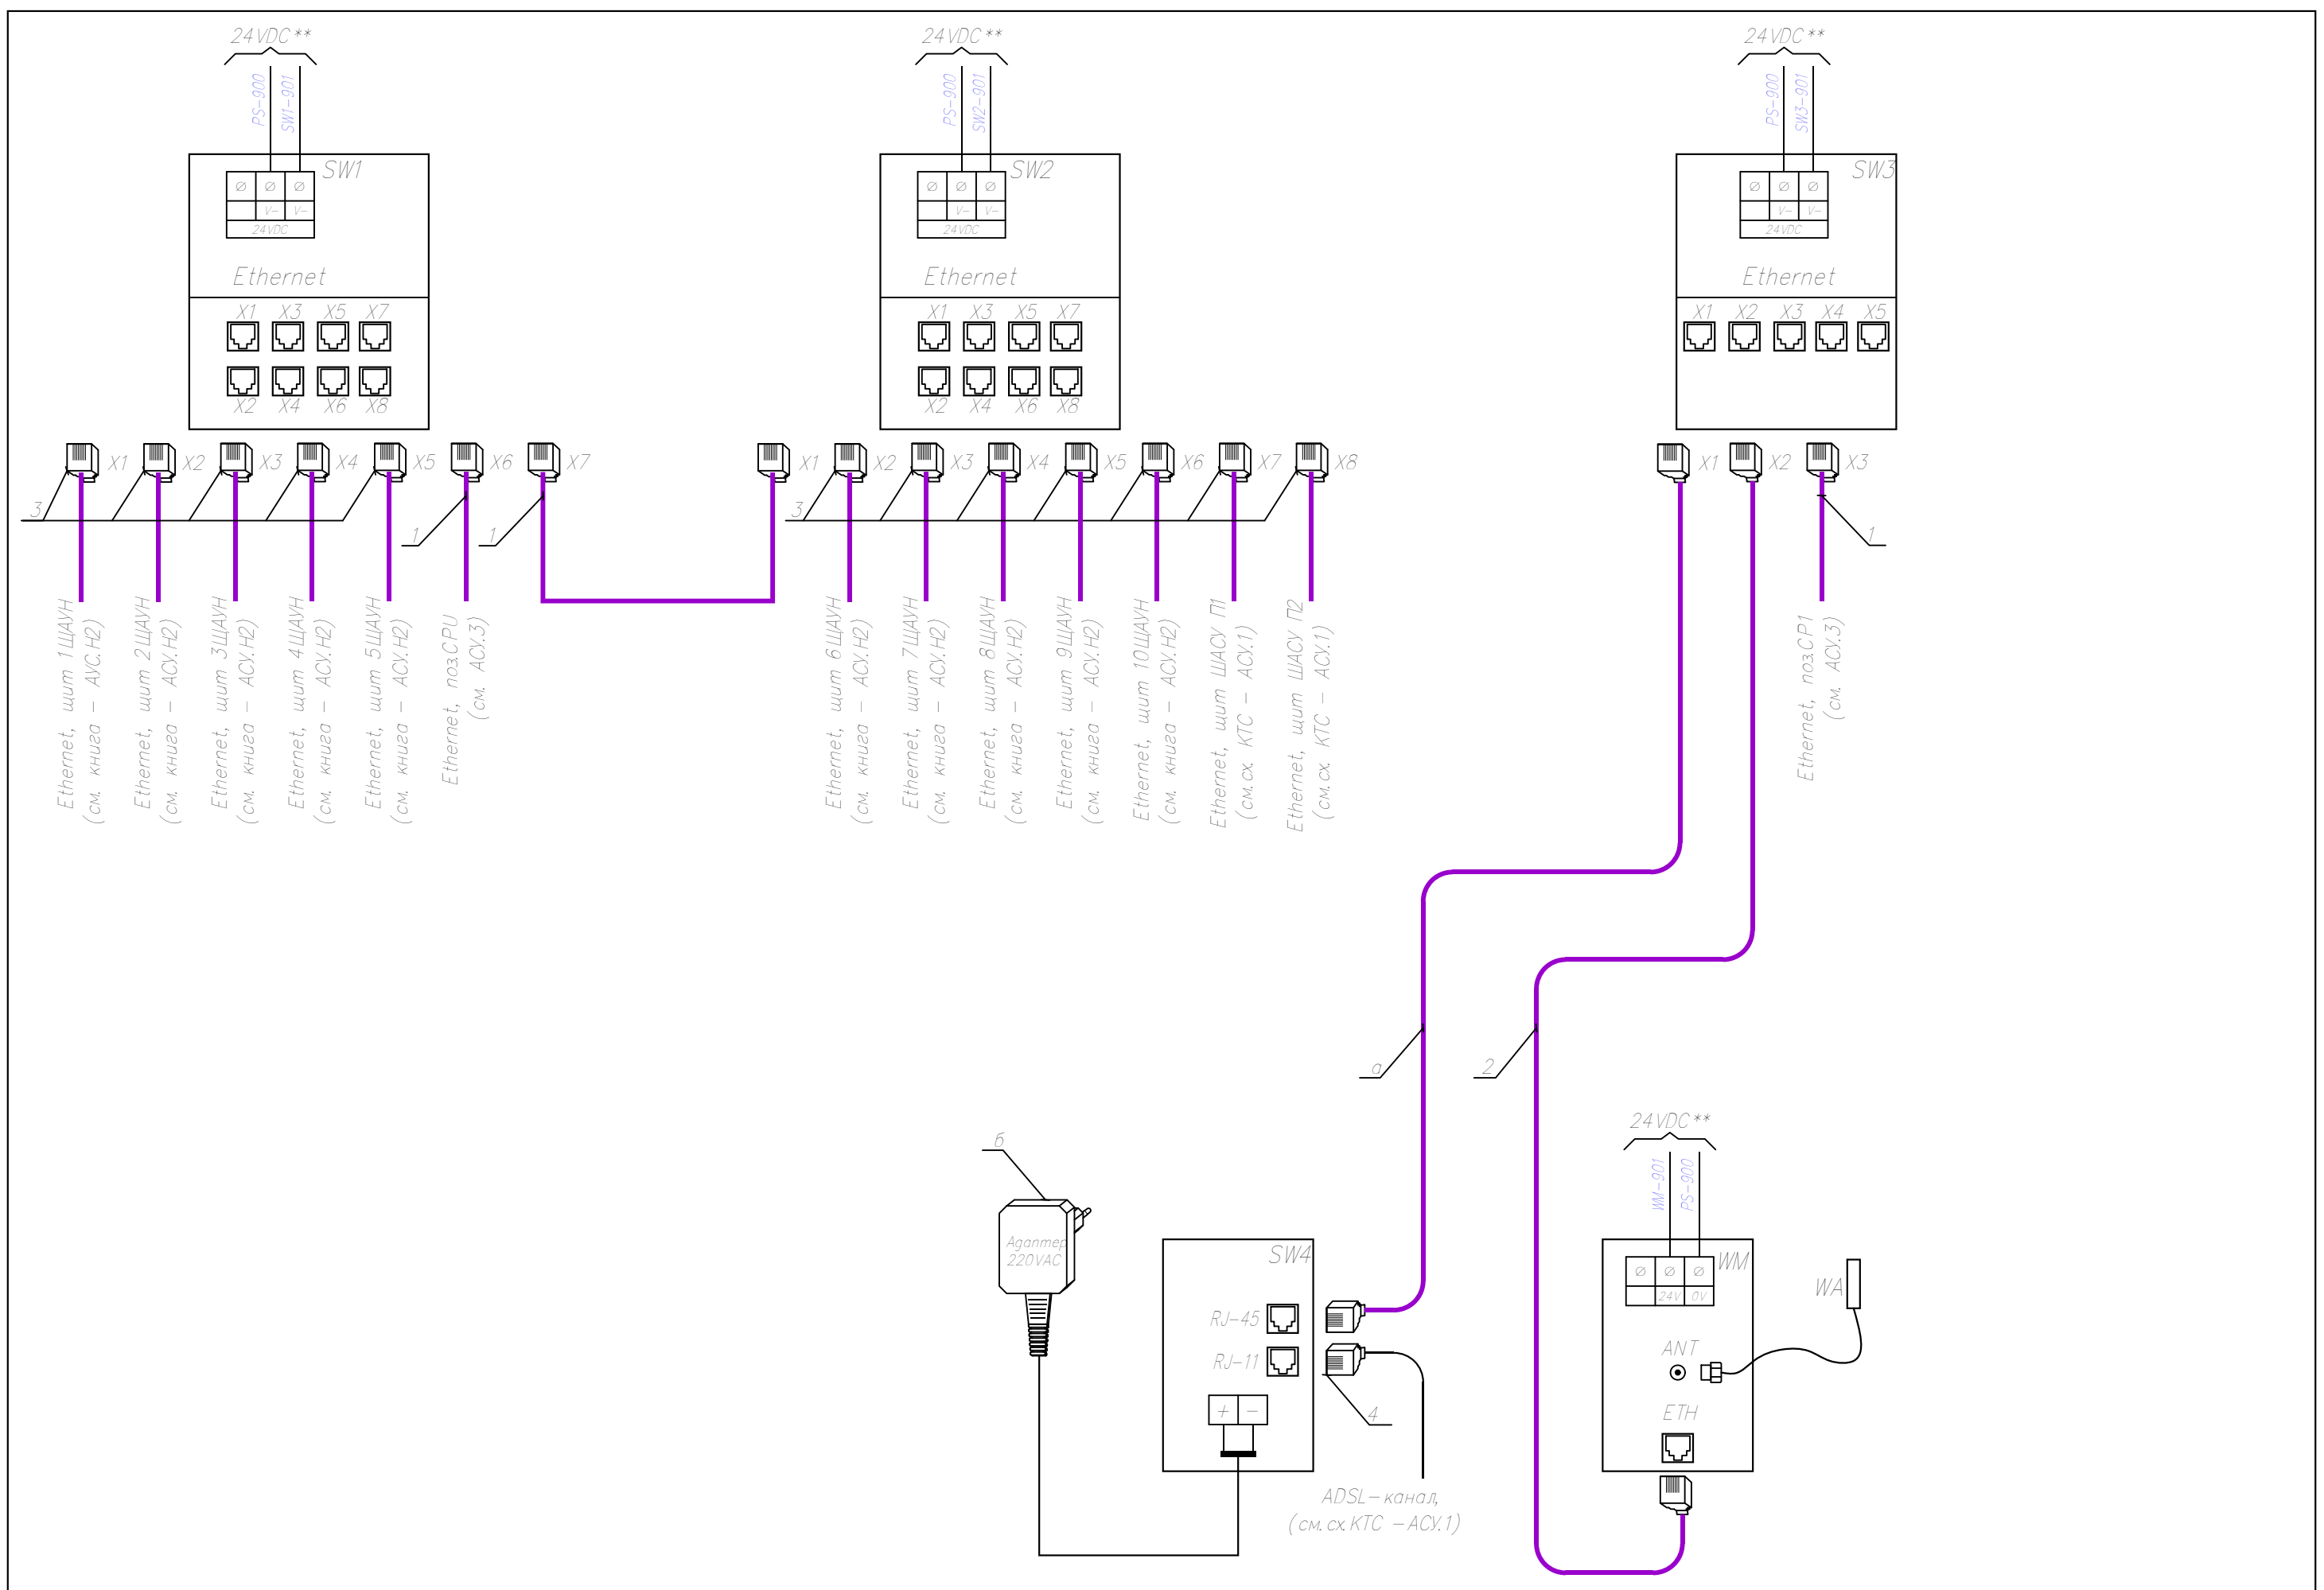 24VDC**
PS-900
SW1-901
SW1
V-
V-
24VDC
Ethernet
X1 X3 X5 X7
X2 X4 X6 X8
X1 X2 X3 X4 X5 X6 X7
3
1
1
Ethernet, щит 1ЩАУН
(см. книга - АУС.Н2)
Ethernet, щит 2ЩАУН
(см. книга - АСУ.Н2)
Ethernet, щит 3ЩАУН
(см. книга - АСУ.Н2)
Ethernet, щит 4ЩАУН
(см. книга - АСУ.Н2)
Ethernet, щит 5ЩАУН
(см. книга - АСУ.Н2)
Ethernet, поз.CPU
(см. АСУ.3)
24VDC**
PS-900
SW2-901
SW2
V-
V-
24VDC
Ethernet
X1 X3 X5 X7
X2 X4 X6 X8
X1 X2 X3 X4 X5 X6 X7 X8
3
Ethernet, щит 6ЩАУН
(см. книга - АСУ.Н2)
Ethernet, щит 7ЩАУН
(см. книга - АСУ.Н2)
Ethernet, щит 8ЩАУН
(см. книга - АСУ.Н2)
Ethernet, щит 9ЩАУН
(см. книга - АСУ.Н2)
Ethernet, щит 10ЩАУН
(см. книга - АСУ.Н2)
Ethernet, щит ШАСУ П1
(см.сх. КТС - АСУ.1)
Ethernet, щит ШАСУ П2
(см.сх. КТС - АСУ.1)
24VDC**
PS-900
SW3-901
SW3
V-
V-
24VDC
Ethernet
X1 X2 X3 X4 X5
X1 X2 X3
1
Ethernet, поз.CP1
(см. АСУ.3)
а
2
б
Адаптер
220VAC
SW4
RJ-45
RJ-11
+ -
4
ADSL-канал,
(см.сх.КТС -АСУ.1)
24VDC**
WM-901
PS-900
WM
24V 0V
ANT
ETH
WA